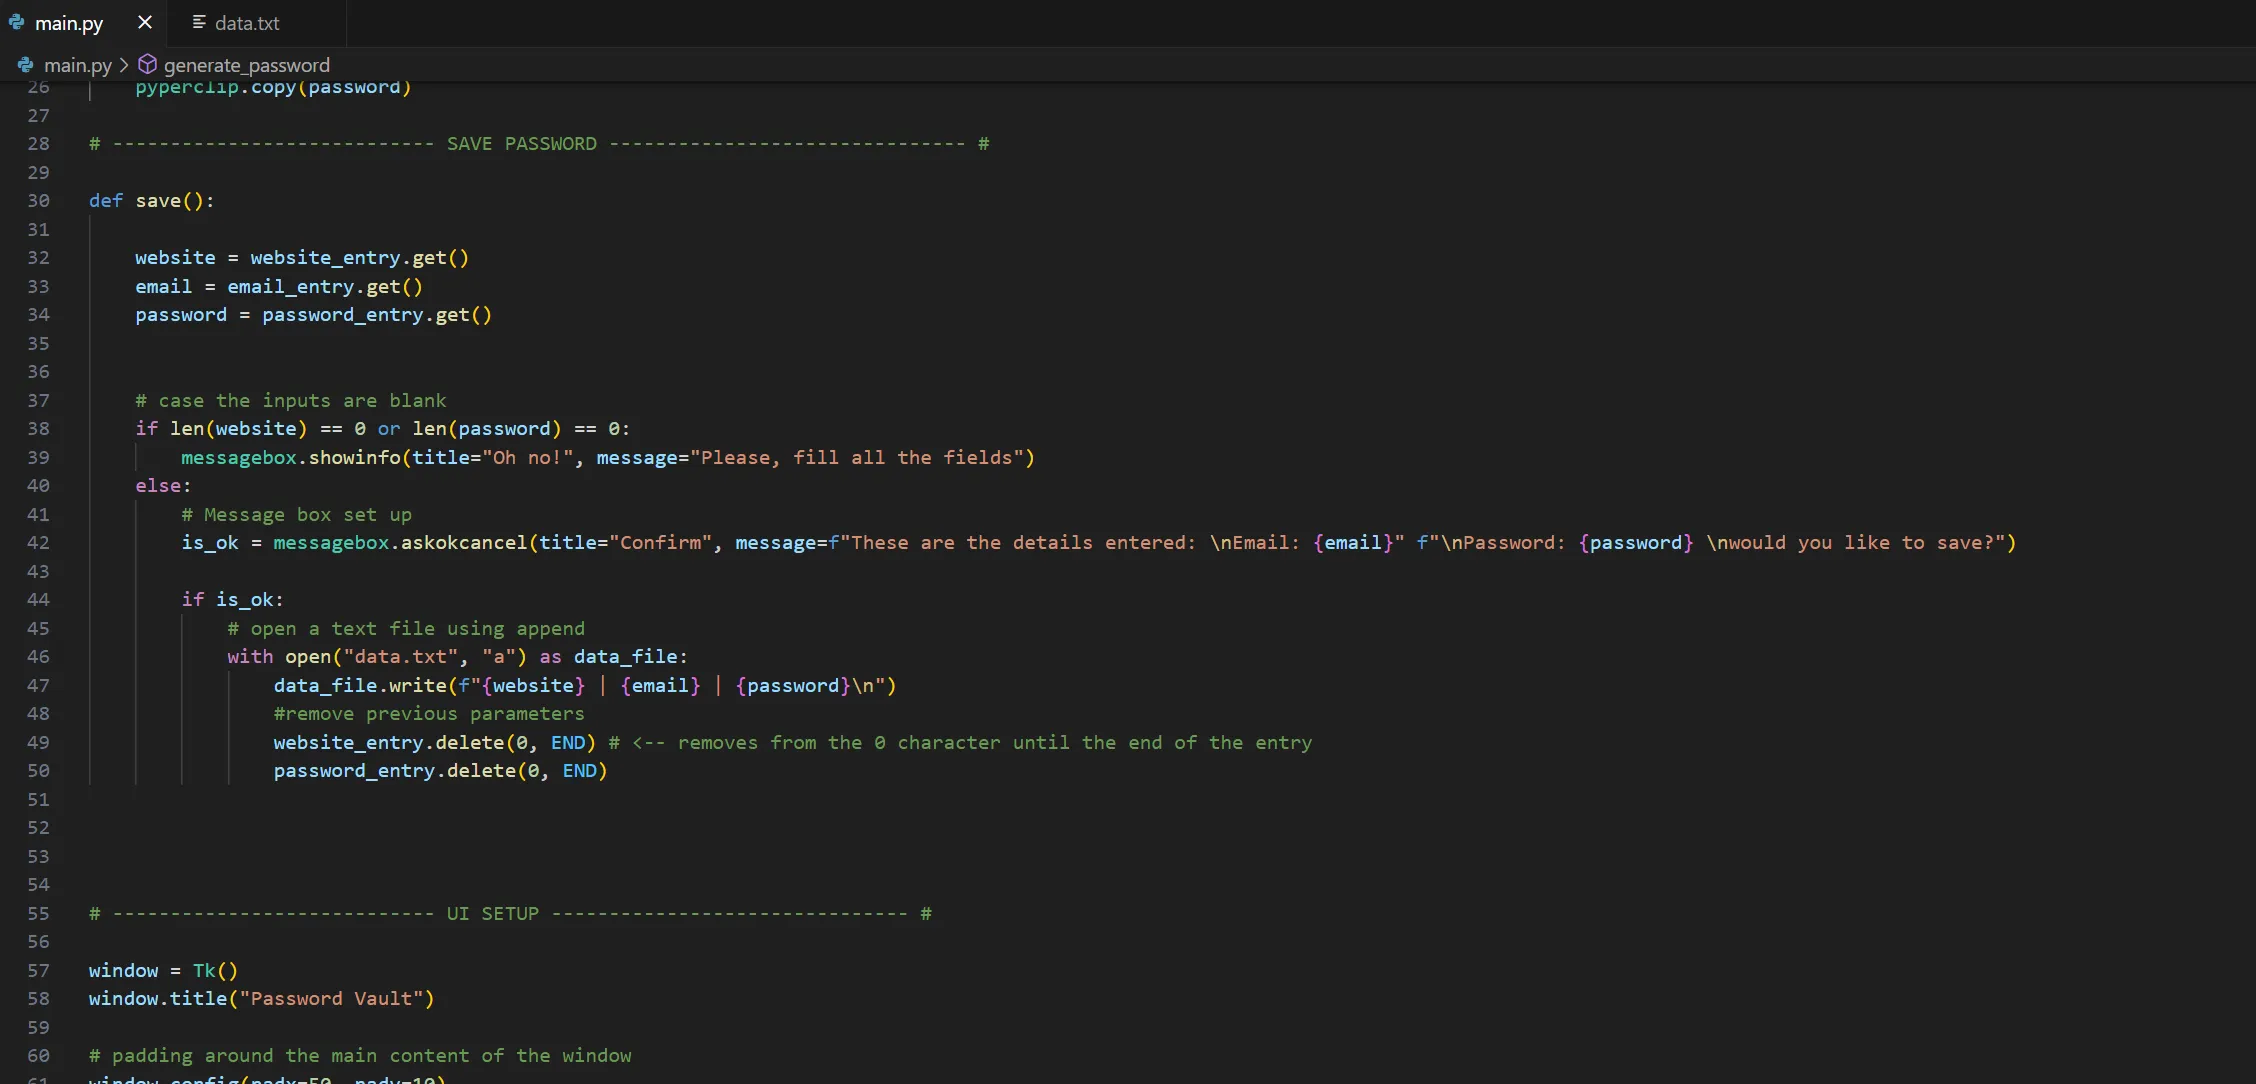 main.py
data.txt
main.py > generate_password
26 pyperclip.copy(password)
27
28 # ---------------------------- SAVE PASSWORD ------------------------------- #
29
30 def save():
31
32 website = website_entry.get()
33 email = email_entry.get()
34 password = password_entry.get()
35
36
37 # case the inputs are blank
38 if len(website) == 0 or len(password) == 0:
39 messagebox.showinfo(title="Oh no!", message="Please, fill all the fields")
40 else:
41 # Message box set up
42 is_ok = messagebox.askokcancel(title="Confirm", message=f"These are the details entered: \nEmail: {email}" f"\nPassword: {password} \nwould you like to save?")
43
44 if is_ok:
45 # open a text file using append
46 with open("data.txt", "a") as data_file:
47 data_file.write(f"{website} | {email} | {password}\n")
48 #remove previous parameters
49 website_entry.delete(0, END) # <-- removes from the 0 character until the end of the entry
50 password_entry.delete(0, END)
51
52
53
54
55 # ---------------------------- UI SETUP ------------------------------- #
56
57 window = Tk()
58 window.title("Password Vault")
59
60 # padding around the main content of the window
61 window.config(padx=50, pady=10)